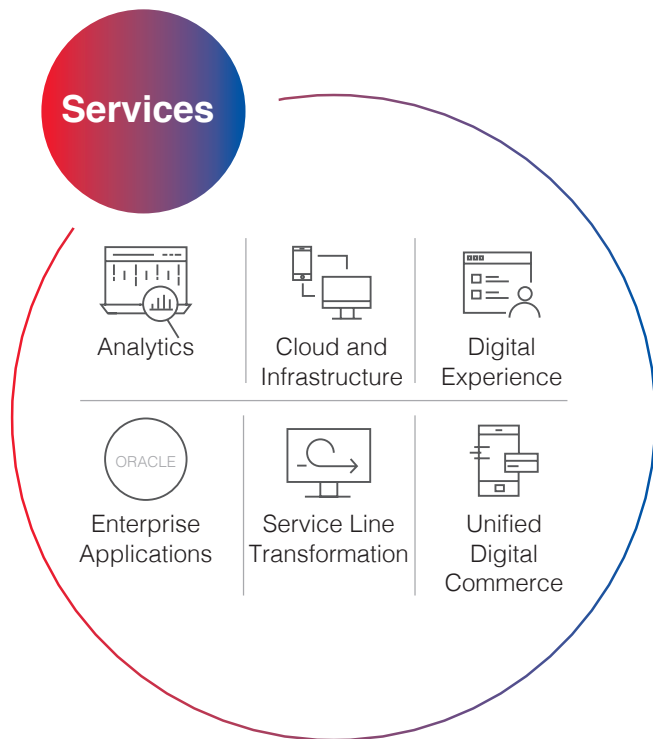 Services
Analytics
Cloud and
Infrastructure
Digital
Experience
ORACLE
Enterprise
Applications
Service Line
Transformation
Unified
Digital
Commerce